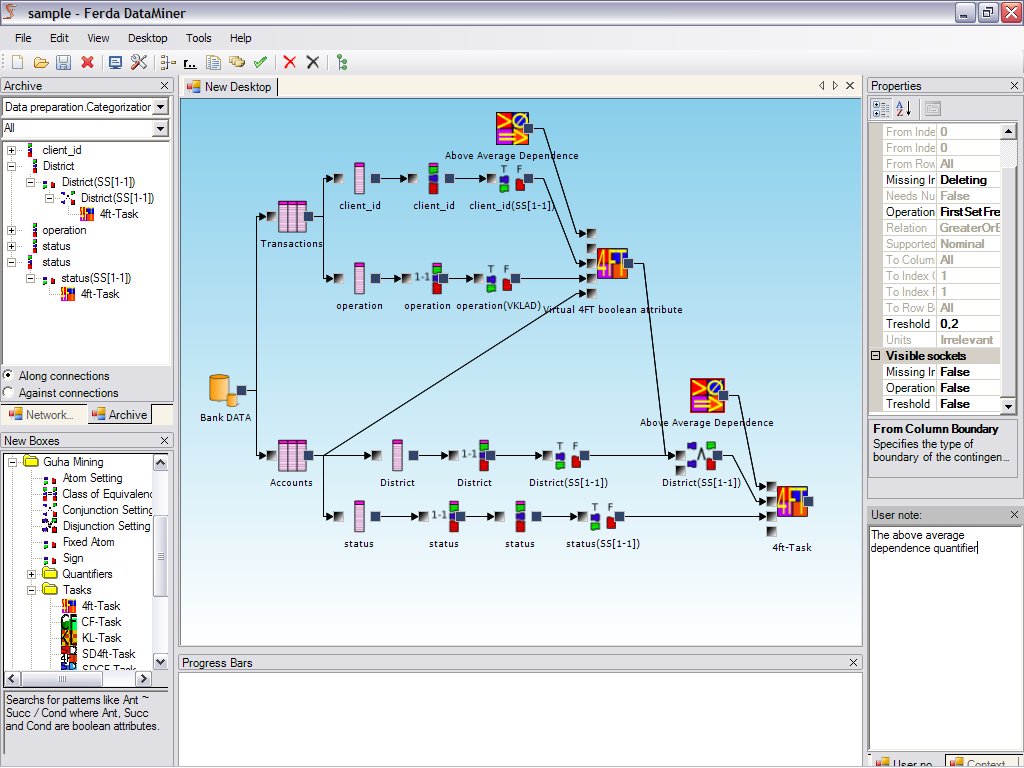 sample - Ferda DataMiner
File Edit View Desktop Tools Help
r...
Archive
Data preparation.Categorization
All
client_id
District
District(SS[1-1])
District(SS[1-1])
4ft-Task
operation
status
status
status(SS[1-1])
4ft-Task
Along connections
Against connections
Network...
Archive
New Boxes
Guha Mining
Atom Setting
Class of Equivalenc
Conjunction Setting
Disjunction Setting
Fixed Atom
Sign
Quantifiers
Tasks
4ft-Task
CF-Task
KL-Task
SD4ft-Task
SDCF-Task
Searchs for patterns like Ant ~
Succ / Cond where Ant, Succ
and Cond are boolean attributes.
New Desktop
Above Average Dependence
T F
client_id
client_id
client_id(SS[1-1])
Transactions
4FT
1-1
T F
operation
operation
operation(VKLAD)
Virtual 4FT boolean attribute
Bank DATA
Above Average Dependence
1-1
T F
Accounts
District
District
District(SS[1-1])
District(SS[1-1])
4FT
1-1
T F
status
status
status
status(SS[1-1])
4ft-Task
Progress Bars
Properties
From Inde 0
From Inde 0
From Row All
Missing Ir Deleting
Needs Nu False
Operation FirstSetFre
Relation GreaterOrE
Supported Nominal
To Colum All
To Index C 1
To Index F 1
To Row B All
Treshold 0,2
Units Irrelevant
Visible sockets
Missing Ir False
Operation False
Treshold False
From Column Boundary
Specifies the type of
boundary of the contingen...
User note:
The above average
dependence quantifier
User no...
Context